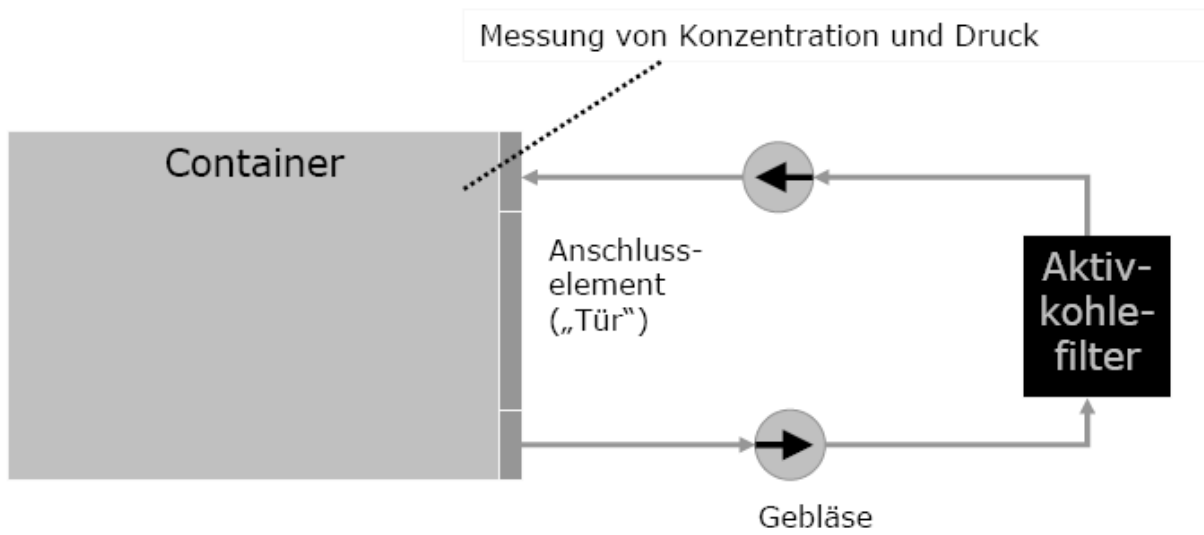 Messung von Konzentration und Druck
Container
Anschluss-
element
(„Tür“)
Aktiv-
kohle-
filter
Gebläse